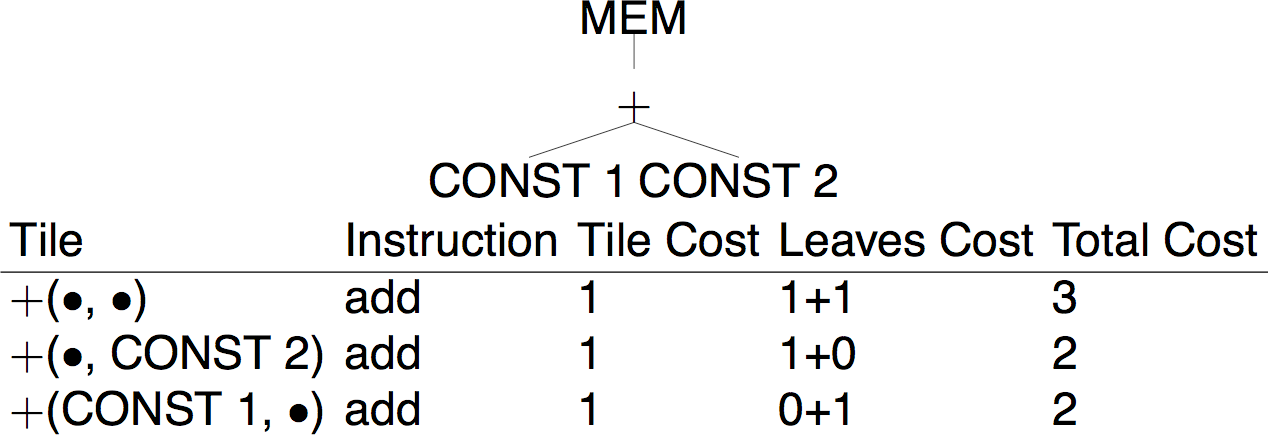 MEM
+
CONST 1 CONST 2
Tile Instruction Tile Cost Leaves Cost Total Cost
+(•, •) add 1 1+1 3
+(•, CONST 2) add 1 1+0 2
+(CONST 1, •) add 1 0+1 2